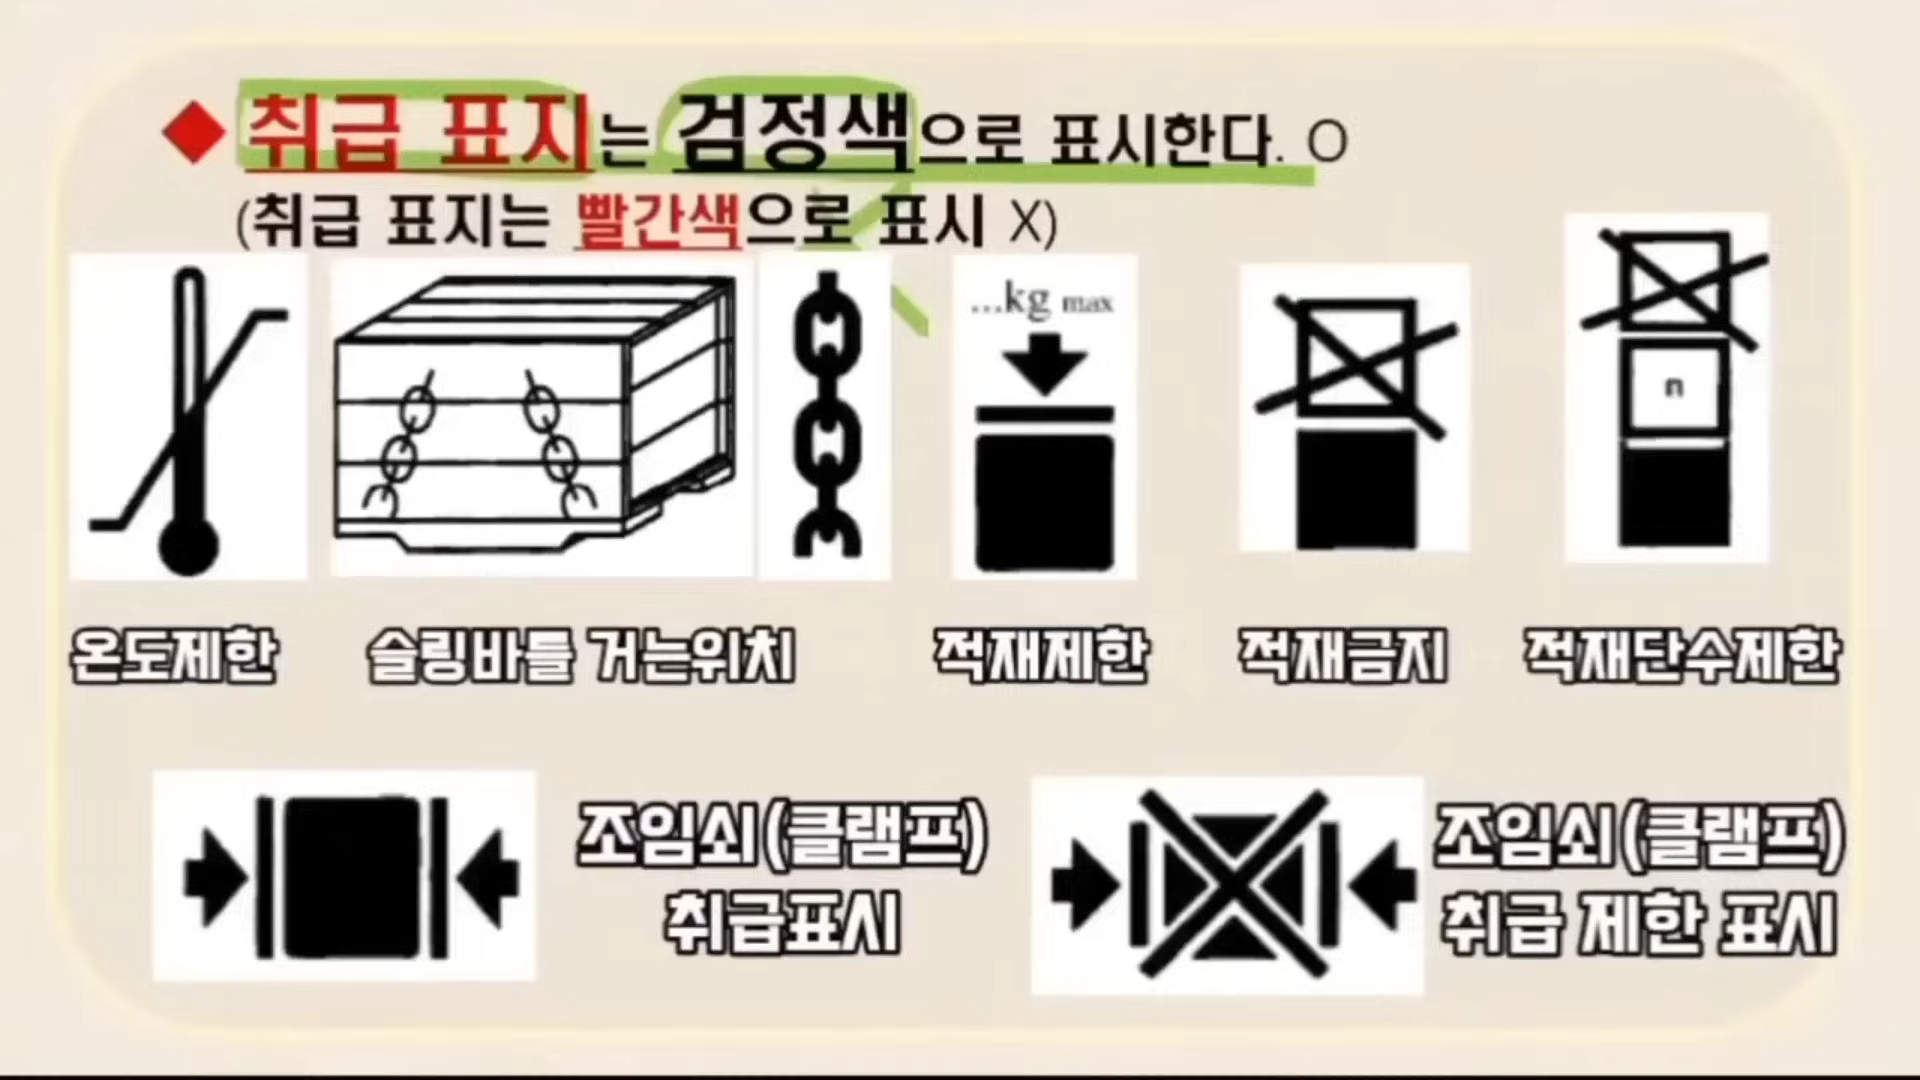 취급 표지는 검정색으로 표시한다. O
(취급 표지는 빨간색으로 표시 X)
...kg max
n
온도제한
슬링바틀 거는위치
적재제한
적재금지
적재단수제한
조임쇠(클램프)
취급표시
조임쇠(클램프)
취급 제한 표시